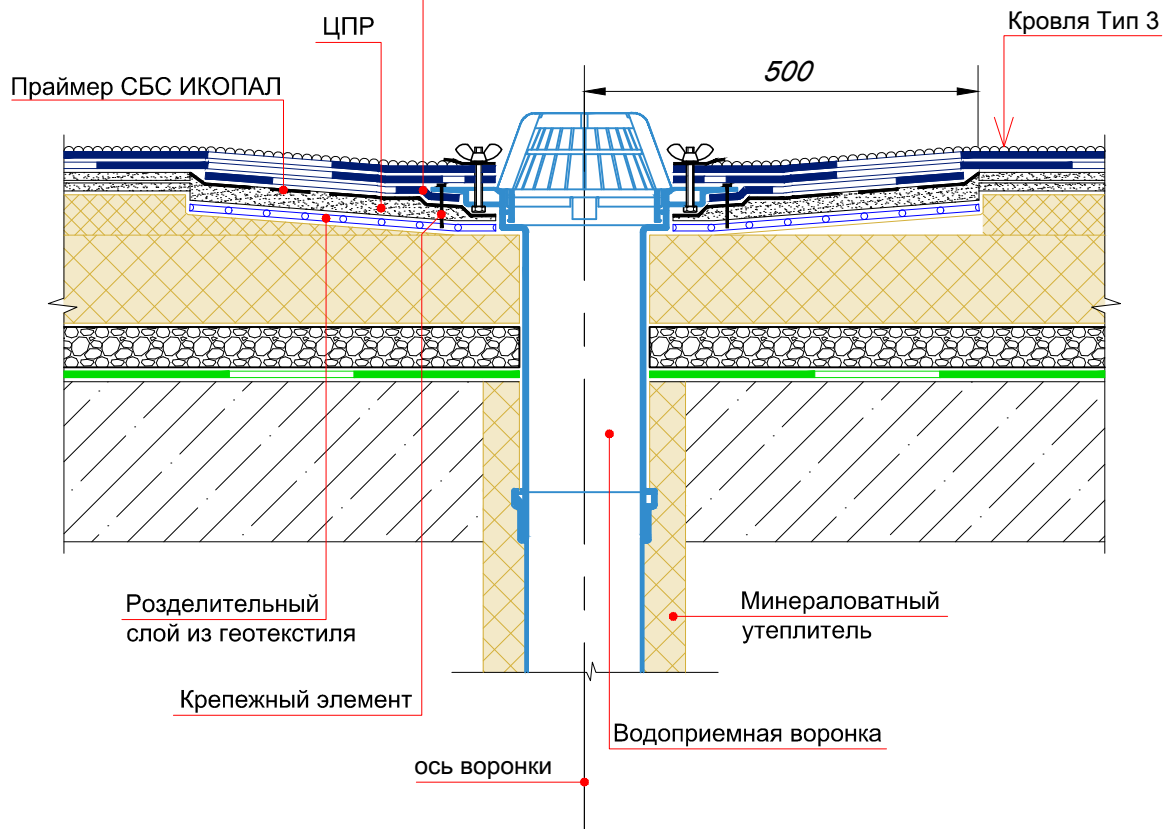 ЦПР
Кровля Тип 3
Праймер СБС ИКОПАЛ
500
Розделительный
слой из геотекстиля
Минераловатный
утеплитель
Крепежный элемент
Водоприемная воронка
ось воронки